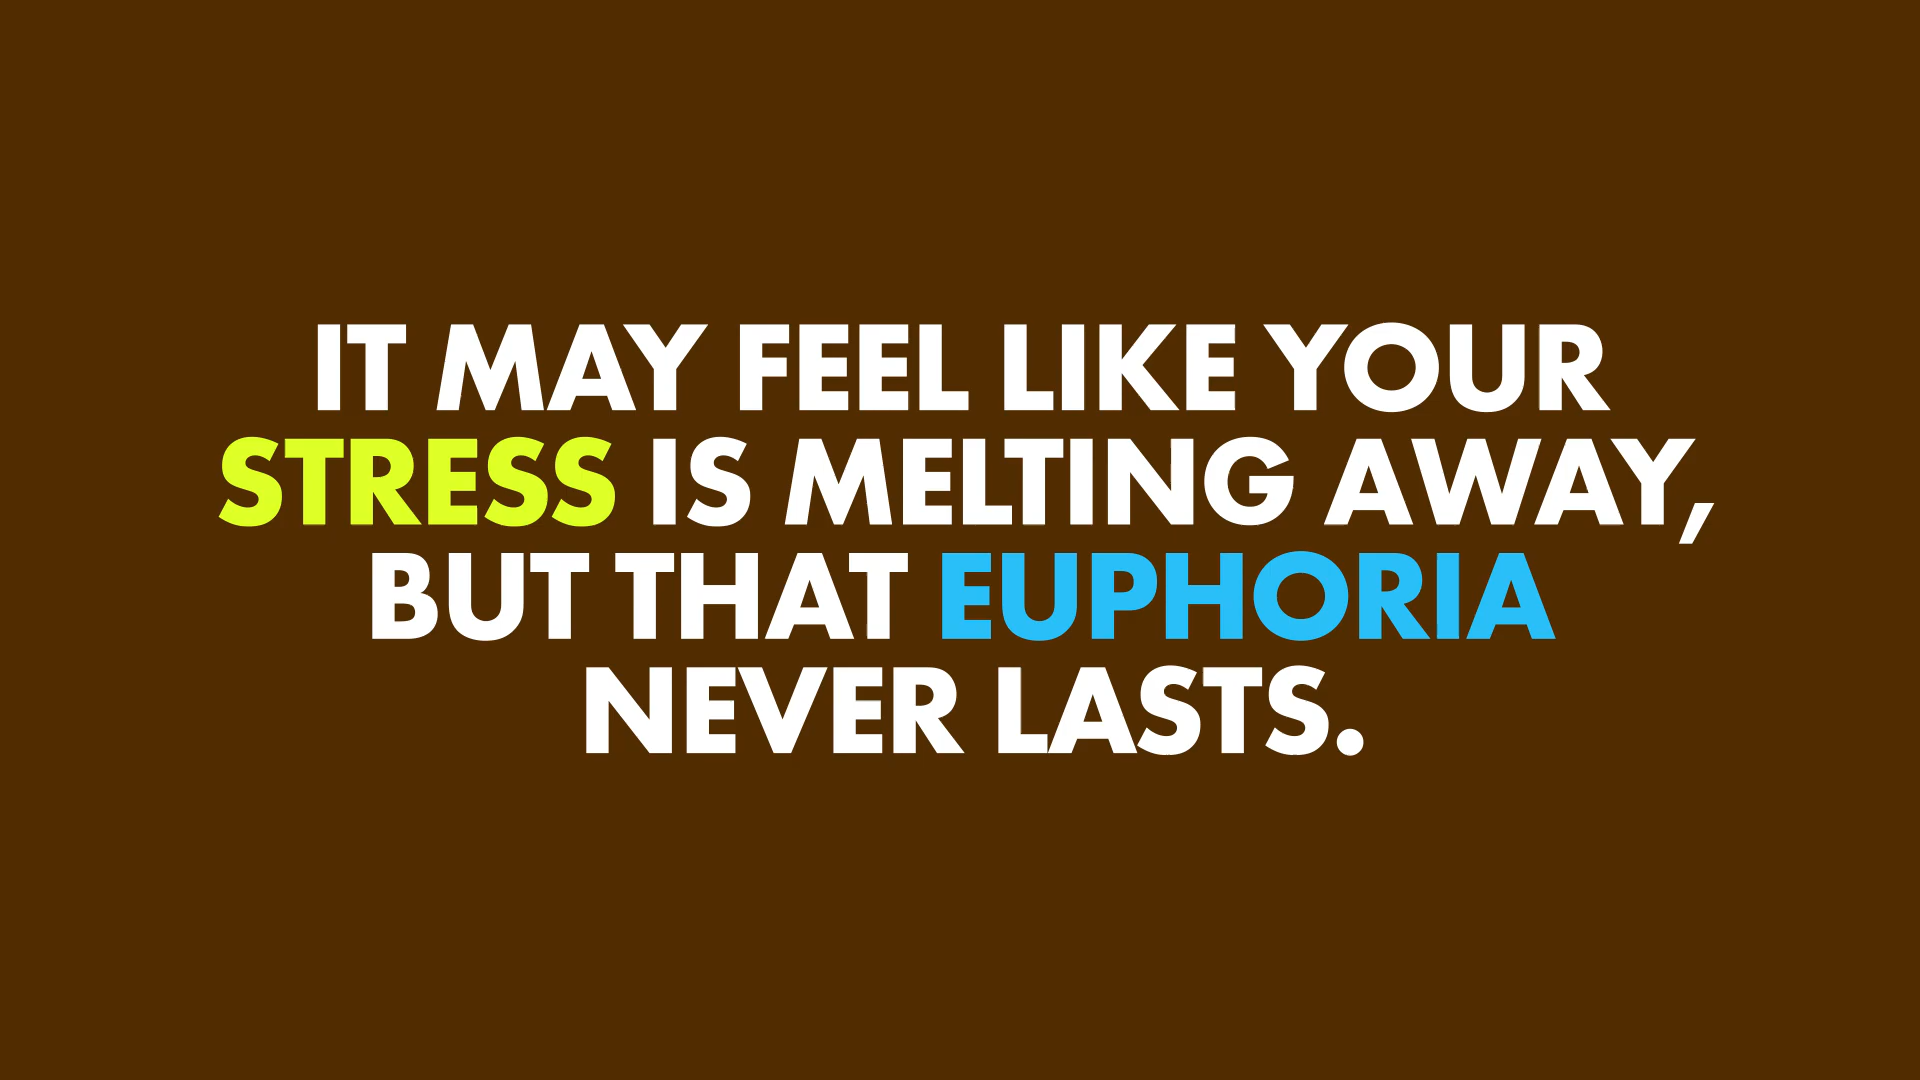 IT MAY FEEL LIKE YOUR
STRESS IS MELTING AWAY,
BUT THAT EUPHORIA
NEVER LASTS.